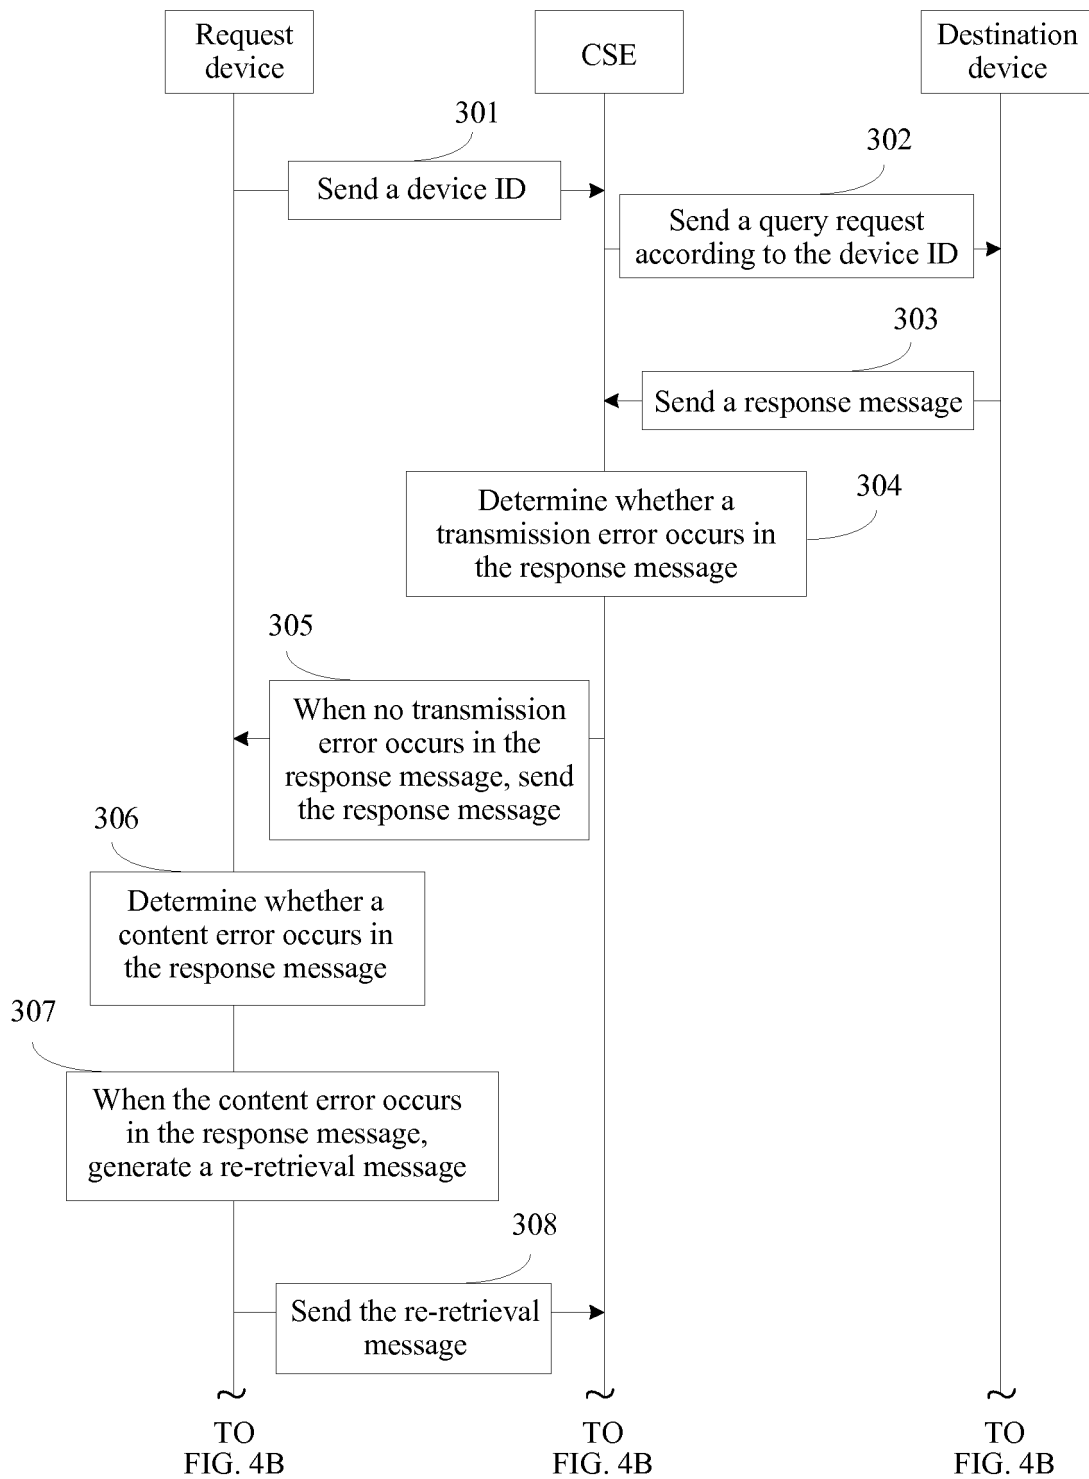 Request
device
CSE
Destination
device
301
Send a device ID
302
Send a query request
according to the device ID
303
Send a response message
304
Determine whether a
transmission error occurs in
the response message
305
When no transmission
error occurs in the
response message, send
the response message
306
Determine whether a
content error occurs in
the response message
307
When the content error occurs
in the response message,
generate a re-retrieval message
308
Send the re-retrieval
message
TO
FIG. 4B
TO
FIG. 4B
TO
FIG. 4B